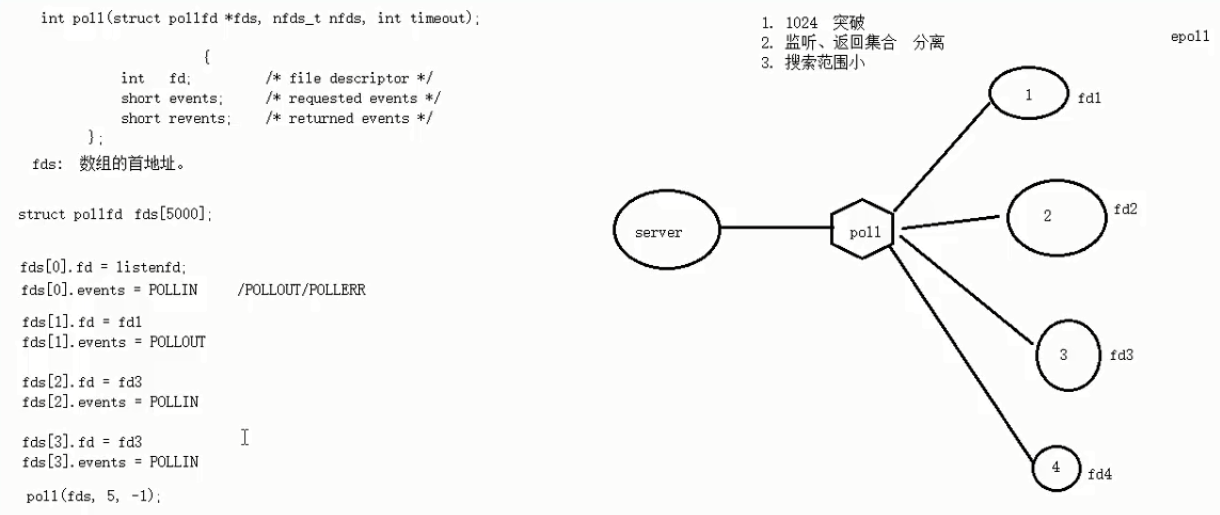 int poll(struct pollfd *fds, nfds_t nfds, int timeout);
{
int fd; /* file descriptor */
short events; /* requested events */
short revents; /* returned events */
};
fds: 数组的首地址。
struct pollfd fds[5000];
fds[0].fd = listenfd;
fds[0].events = POLLIN /POLLOUT/POLLERR
fds[1].fd = fd1
fds[1].events = POLLOUT
fds[2].fd = fd3
fds[2].events = POLLIN
fds[3].fd = fd3
fds[3].events = POLLIN
poll(fds, 5, -1);
1. 1024 突破
2. 监听、返回集合 分离
3. 搜索范围小
epoll
server
poll
1 fd1
2 fd2
3 fd3
4 fd4